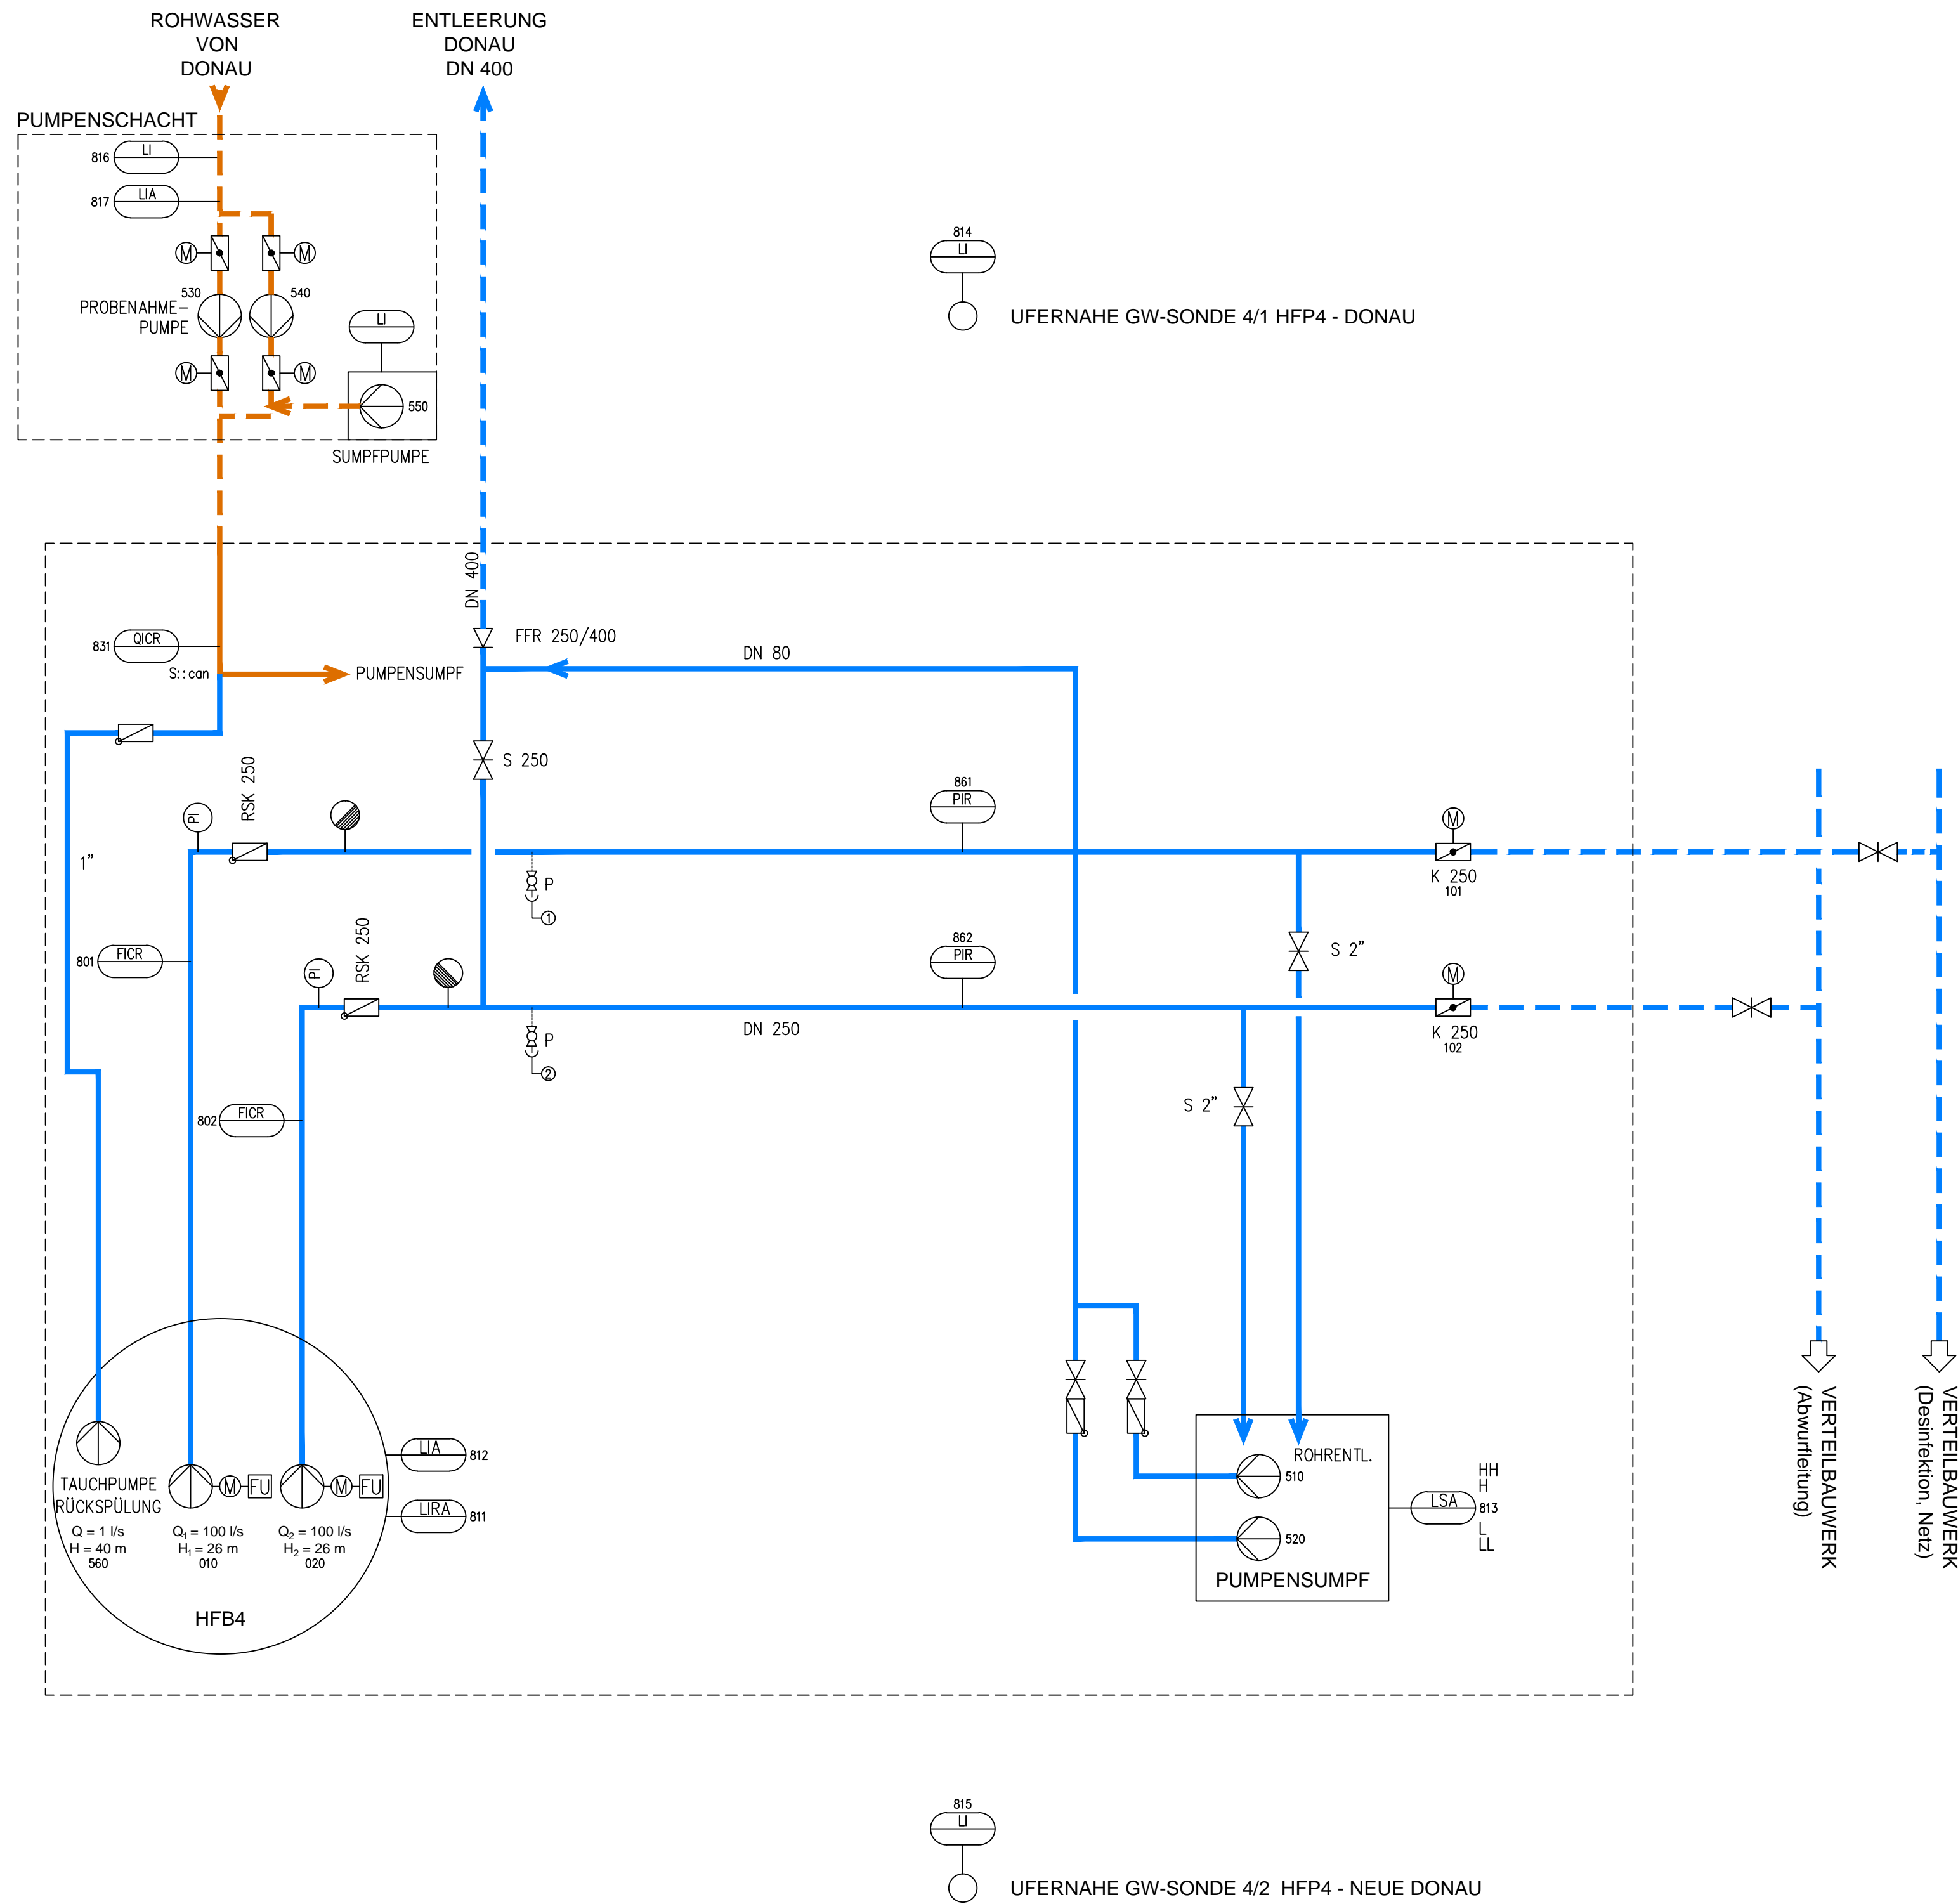 ROHWASSER
VON
DONAU
ENTLEERUNG
DONAU
DN 400
PUMPENSCHACHT
816
LI
817
LIA
M
M
530
540
PROBENAHME-
PUMPE
LI
M
M
550
SUMPFPUMPE
814
LI
UFERNAHE GW-SONDE 4/1 HFP4 - DONAU
DN 400
FFR 250/400
831
QICR
S::can
PUMPENSUMPF
DN 80
S 250
RSK 250
PI
1”
861
PIR
M
K 250
101
P
1
801
FICR
PI
RSK 250
862
PIR
S 2”
M
K 250
102
DN 250
P
2
802
FICR
S 2”
TAUCHPUMPE
RÜCKSPÜLUNG
Q = 1 l/s
H = 40 m
560
M
FU
Q₁ = 100 l/s
H₁ = 26 m
010
M
FU
Q₂ = 100 l/s
H₂ = 26 m
020
HFB4
LIA
812
LIRA
811
ROHRENTL.
510
520
PUMPENSUMPF
HH
H
LSA
813
L
LL
VERTEILBAUWERK
(Abwurfleitung)
VERTEILBAUWERK
(Desinfektion, Netz)
815
LI
UFERNAHE GW-SONDE 4/2 HFP4 - NEUE DONAU